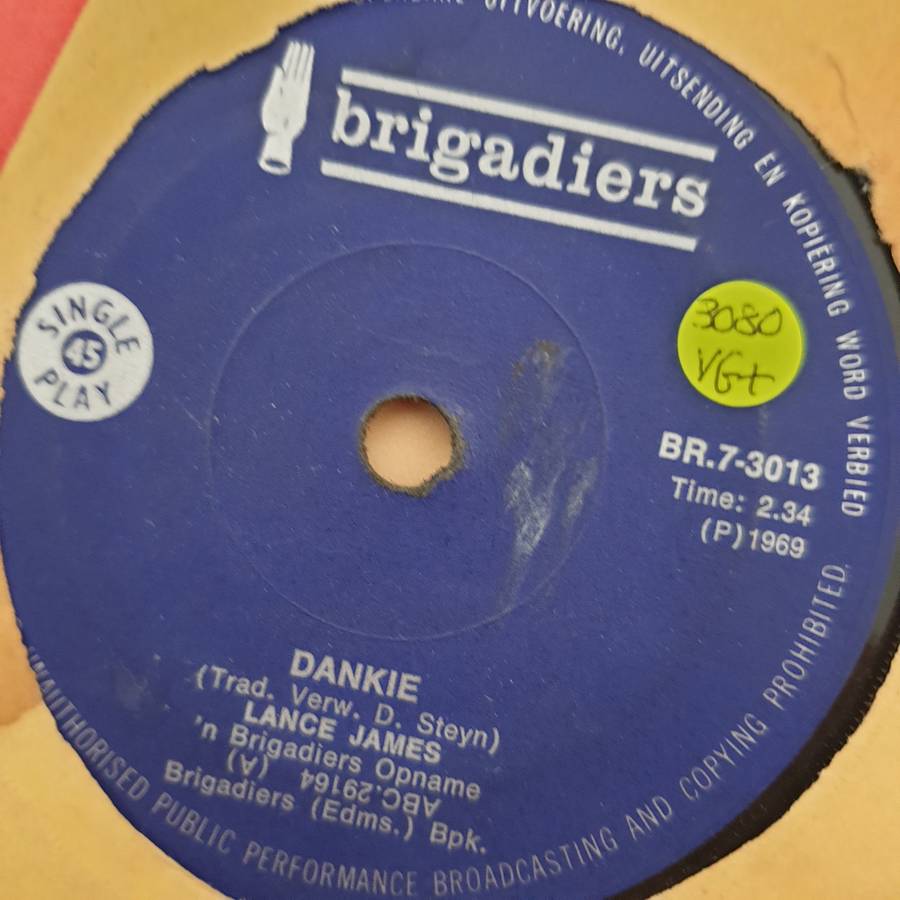 UITVOERING, UITSENDING EN KOPIËRING WORD VERBIED
brigadiers
SINGLE
45
PLAY
3080
VG+
BR.7-3013
Time: 2.34
(P)1969
DANKIE
(Trad. Verw. D. Steyn)
LANCE JAMES
'n Brigadiers Opname
(A)
ABC.29164 (A)
Brigadiers (Edms.) Bpk.
UNAUTHORISED PUBLIC PERFORMANCE BROADCASTING AND COPYING PROHIBITED.